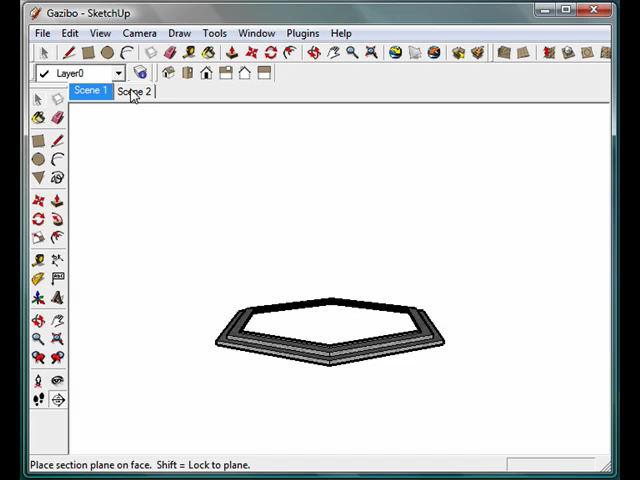 Gazibo - SketchUp
File Edit View Camera Draw Tools Window Plugins Help
Layer0
Scene 1 Scene 2
Place section plane on face. Shift = Lock to plane.